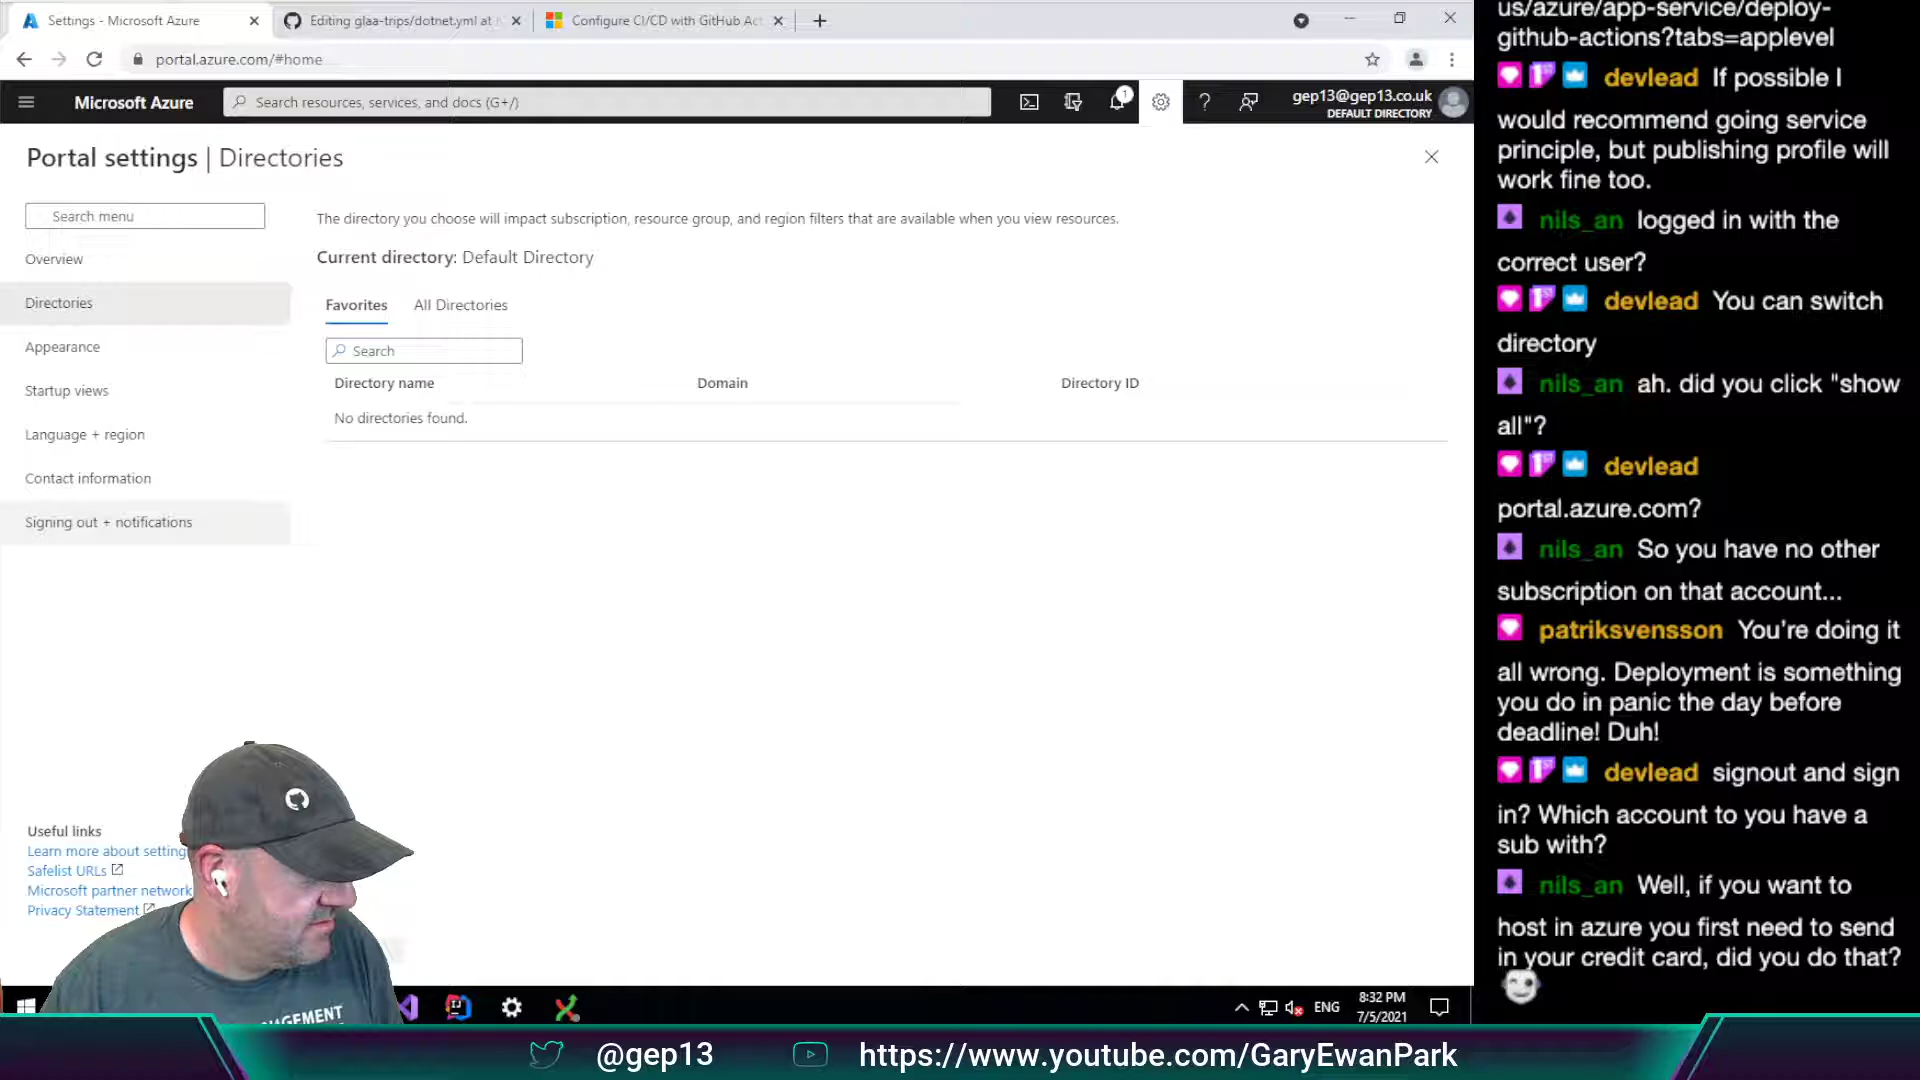 Settings - Microsoft Azure
Editing glaa-trips/dotnet.yml at
Configure CI/CD with GitHub Act
portal.azure.com/#home
Microsoft Azure
Search resources, services, and docs (G+/)
1
gep13@gep13.co.uk
DEFAULT DIRECTORY
Portal settings | Directories
Search menu
Overview
Directories
Appearance
Startup views
Language + region
Contact information
Signing out + notifications
Useful links
Learn more about setting
Safelist URLs
Microsoft partner network
Privacy Statement
The directory you choose will impact subscription, resource group, and region filters that are available when you view resources.
Current directory: Default Directory
Favorites
All Directories
Search
Directory name
Domain
Directory ID
No directories found.
us/azure/app-service/deploy-
github-actions?tabs=applevel
devlead If possible I
would recommend going service
principle, but publishing profile will
work fine too.
nils_an logged in with the
correct user?
devlead You can switch
directory
nils_an ah. did you click "show
all"?
devlead
portal.azure.com?
nils_an So you have no other
subscription on that account...
patriksvensson You're doing it
all wrong. Deployment is something
you do in panic the day before
deadline! Duh!
devlead signout and sign
in? Which account to you have a
sub with?
nils_an Well, if you want to
host in azure you first need to send
in your credit card, did you do that?
ENG
8:32 PM
7/5/2021
@gep13
https://www.youtube.com/GaryEwanPark